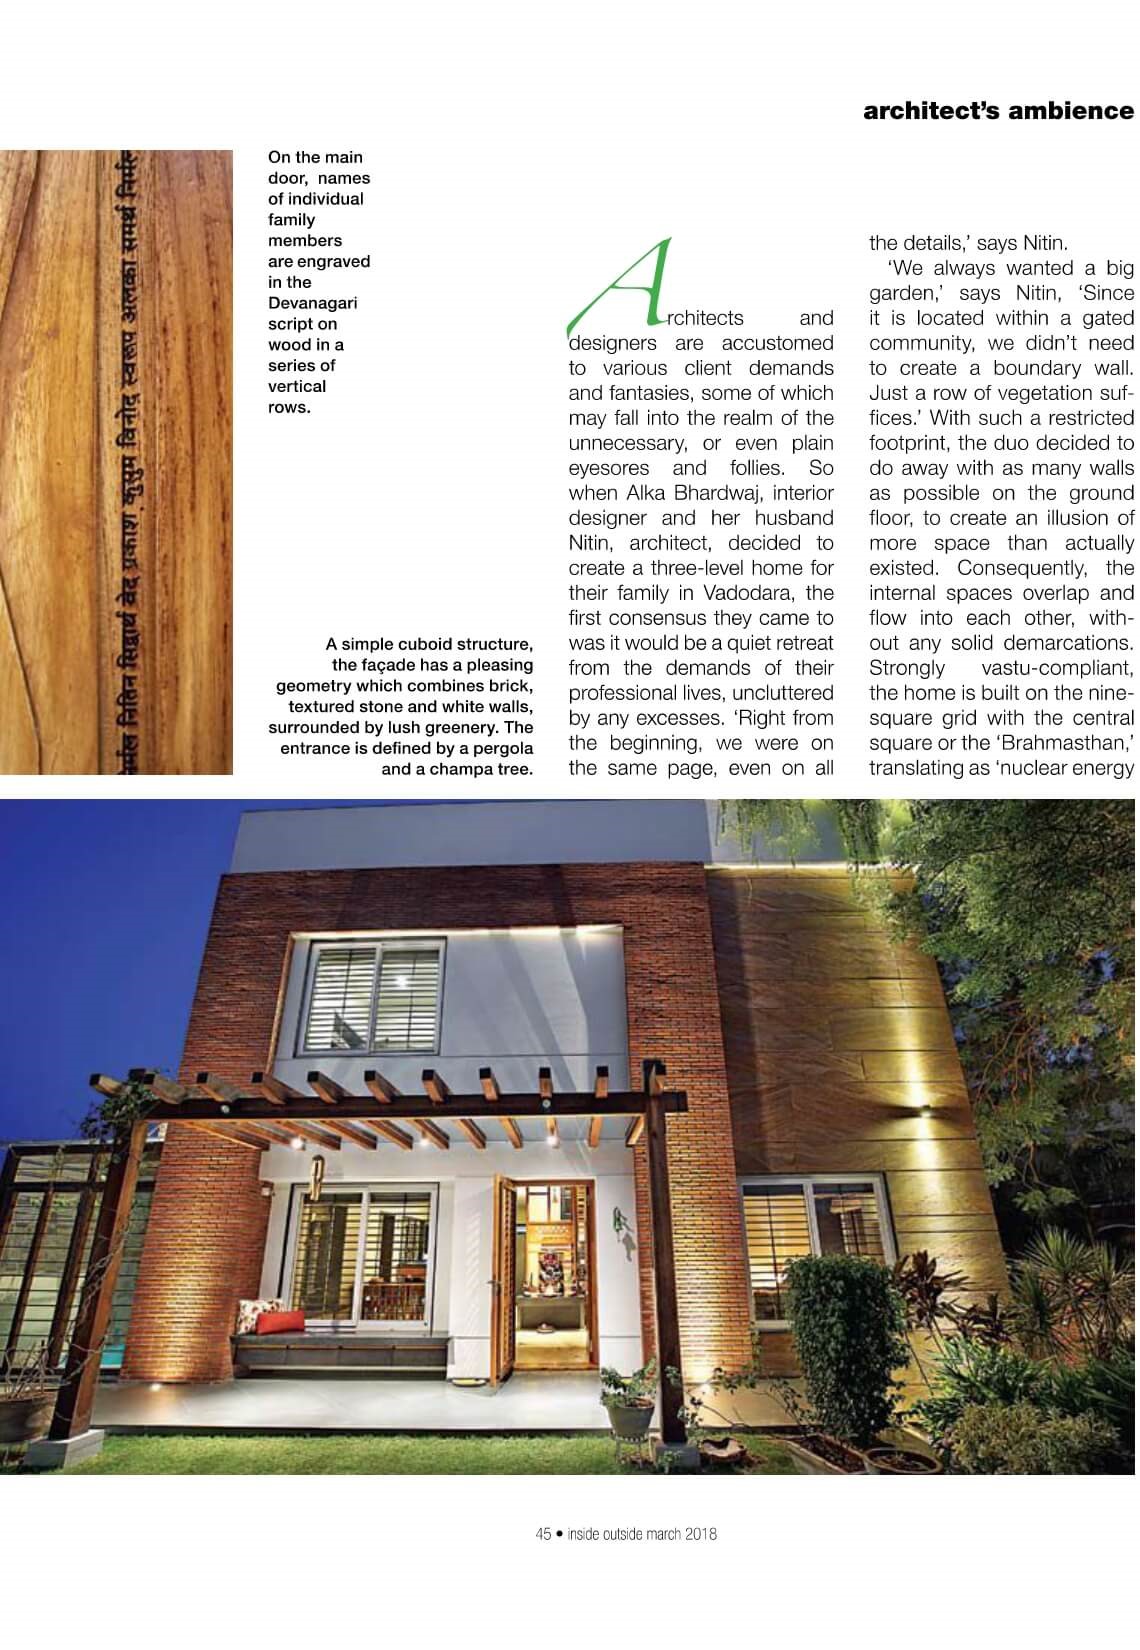 architect's ambience
On the main
door, names
of individual
family
members
are engraved
in the
Devanagari
script on
wood in a
series of
vertical
rows.
निर्मल नितिन सिद्धार्थ वेद प्रकाश कुसुम विनोद स्वरूप अलका समर्थ निर्मल
A simple cuboid structure,
the façade has a pleasing
geometry which combines brick,
textured stone and white walls,
surrounded by lush greenery. The
entrance is defined by a pergola
and a champa tree.
Architects and
designers are accustomed
to various client demands
and fantasies, some of which
may fall into the realm of the
unnecessary, or even plain
eyesores and follies. So
when Alka Bhardwaj, interior
designer and her husband
Nitin, architect, decided to
create a three-level home for
their family in Vadodara, the
first consensus they came to
was it would be a quiet retreat
from the demands of their
professional lives, uncluttered
by any excesses. 'Right from
the beginning, we were on
the same page, even on all
the details,' says Nitin.
'We always wanted a big
garden,' says Nitin, 'Since
it is located within a gated
community, we didn't need
to create a boundary wall.
Just a row of vegetation suf-
fices.' With such a restricted
footprint, the duo decided to
do away with as many walls
as possible on the ground
floor, to create an illusion of
more space than actually
existed. Consequently, the
internal spaces overlap and
flow into each other, with-
out any solid demarcations.
Strongly vastu-compliant,
the home is built on the nine-
square grid with the central
square or the 'Brahmasthan,'
translating as 'nuclear energy
45 • inside outside march 2018